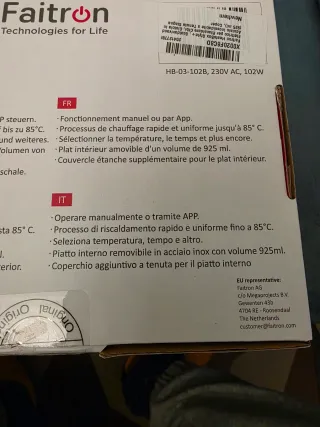 Faitron
Technologies for Life
HB-03-102B, 230V AC, 102W
P steuern.
f bis zu 85°C.
und weiteres.
Volumen von
schale.
FR
· Fonctionnement manuel ou par App.
· Processus de chauffage rapide et uniforme jusqu'à 85° C.
· Sélectionner la température, le temps et plus encore.
· Plat intérieur amovible d'un volume de 925 ml.
· Couvercle étanche supplémentaire pour le plat intérieur.
sta 85° C.
l.
erior.
IT
· Operare manualmente o tramite APP.
· Processo di riscaldamento rapido e uniforme fino a 85°C.
· Seleziona temperatura, tempo e altro.
· Piatto interno removibile in acciaio inox con volume 925ml.
· Coperchio aggiuntivo a tenuta per il piatto interno
EU representative:
Faitron AG
c/o Megaprojects B.V.
Gewenten 43b
4704 RE - Roosendaal
The Netherlands
customer@faitron.com
Original